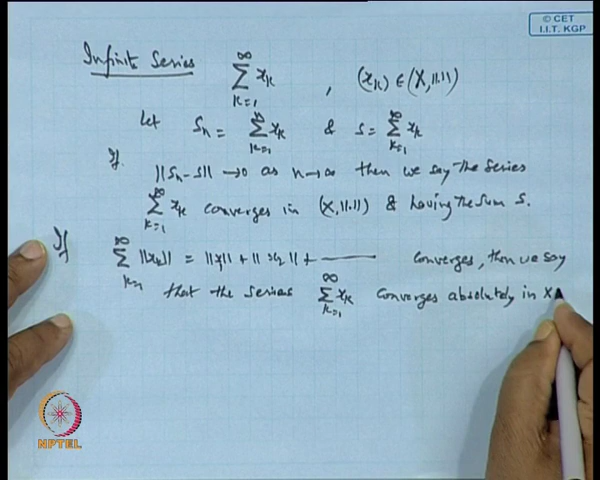 © CET
I.I.T. KGP
Infinite Series ∑_{k=1}^{∞} x_k , (x_k) ∈ (X, ||.||)
Let S_n = ∑_{k=1}^{n} x_k & s = ∑_{k=1}^{∞} x_k
If ||S_n - s|| → 0 as n → ∞ then we say the series
∑_{k=1}^{∞} x_k converges in (X, ||.||) & having the sum s.
If ∑_{k=1}^{∞} ||x_k|| = ||x_1|| + ||x_2|| + ——— converges, then we say
that the series ∑_{k=1}^{∞} x_k converges absolutely in X
NPTEL